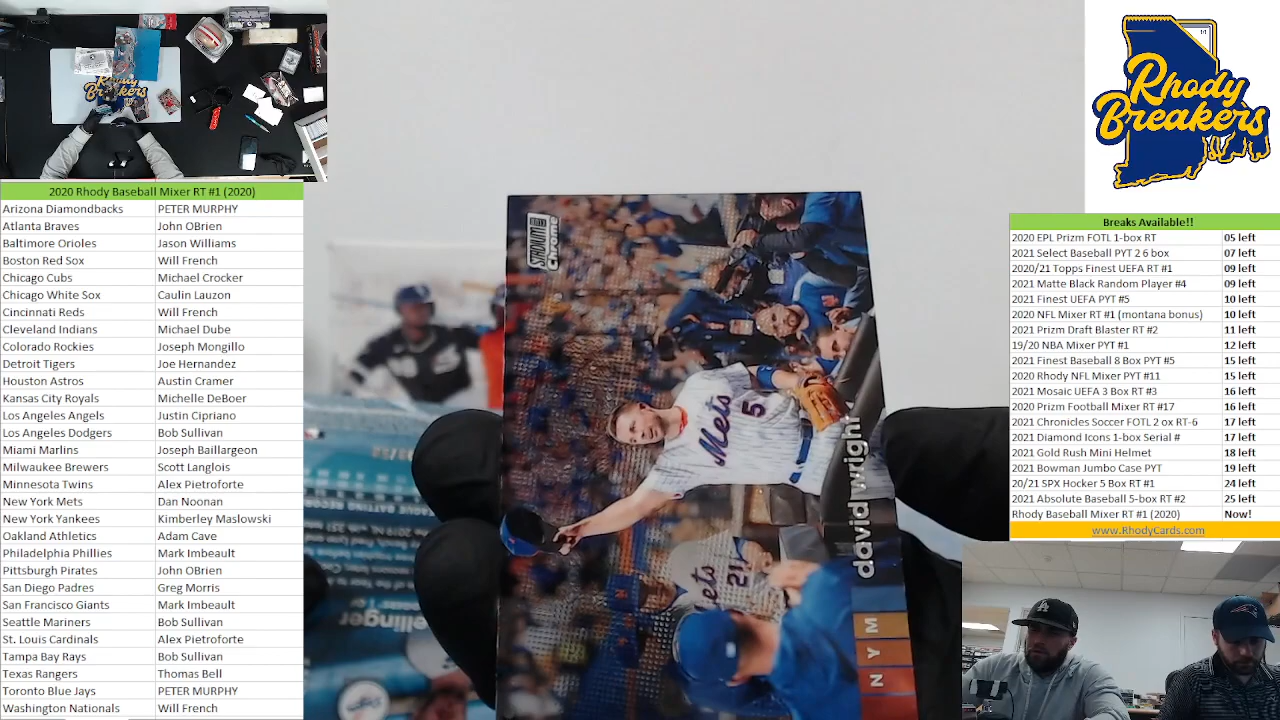 2020 Rhody Baseball Mixer RT #1 (2020)
Arizona Diamondbacks PETER MURPHY
Atlanta Braves John OBrien
Baltimore Orioles Jason Williams
Boston Red Sox Will French
Chicago Cubs Michael Crocker
Chicago White Sox Caulin Lauzon
Cincinnati Reds Will French
Cleveland Indians Michael Dube
Colorado Rockies Joseph Mongillo
Detroit Tigers Joe Hernandez
Houston Astros Austin Cramer
Kansas City Royals Michelle DeBoer
Los Angeles Angels Justin Cipriano
Los Angeles Dodgers Bob Sullivan
Miami Marlins Joseph Baillargeon
Milwaukee Brewers Scott Langlois
Minnesota Twins Alex Pietroforte
New York Mets Dan Noonan
New York Yankees Kimberley Maslowski
Oakland Athletics Adam Cave
Philadelphia Phillies Mark Imbeault
Pittsburgh Pirates John OBrien
San Diego Padres Greg Morris
San Francisco Giants Mark Imbeault
Seattle Mariners Bob Sullivan
St. Louis Cardinals Alex Pietroforte
Tampa Bay Rays Bob Sullivan
Texas Rangers Thomas Bell
Toronto Blue Jays PETER MURPHY
Washington Nationals Will French
Rhody
Breakers
STADIUM CLUB
Chrome
Mets
5
Mets
21
david wright
NYM
ellinger
Rhody
Breakers
1/1
Breaks Available!!
2020 EPL Prizm FOTL 1-box RT 05 left
2021 Select Baseball PYT 2 6 box 07 left
2020/21 Topps Finest UEFA RT #1 09 left
2021 Matte Black Random Player #4 09 left
2021 Finest UEFA PYT #5 10 left
2020 NFL Mixer RT #1 (montana bonus) 10 left
2021 Prizm Draft Blaster RT #2 11 left
19/20 NBA Mixer PYT #1 12 left
2021 Finest Baseball 8 Box PYT #5 15 left
2020 Rhody NFL Mixer PYT #11 15 left
2021 Mosaic UEFA 3 Box RT #3 16 left
2020 Prizm Football Mixer RT #17 16 left
2021 Chronicles Soccer FOTL 2 ox RT-6 17 left
2021 Diamond Icons 1-box Serial # 17 left
2021 Gold Rush Mini Helmet 18 left
2021 Bowman Jumbo Case PYT 19 left
20/21 SPX Hocker 5 Box RT #1 24 left
2021 Absolute Baseball 5-box RT #2 25 left
Rhody Baseball Mixer RT #1 (2020) Now!
www.RhodyCards.com
LA